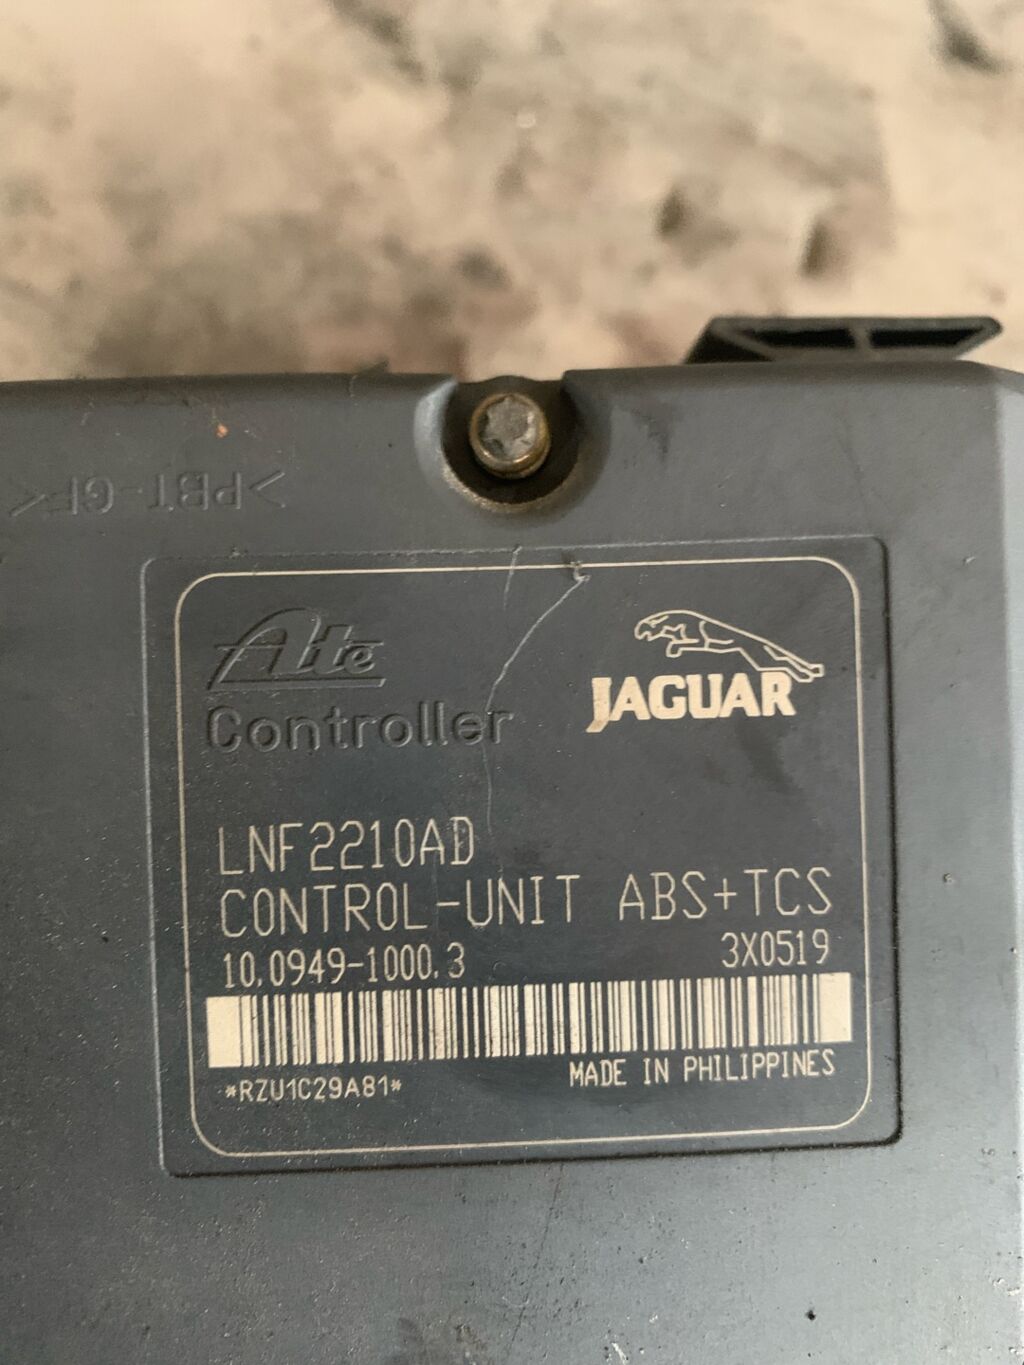 >PBT-GF<
Ate
Controller
JAGUAR
LNF2210AD
CONTROL-UNIT ABS+TCS
10.0949-1000.3 3X0519
*RZU1C29A81*
MADE IN PHILIPPINES